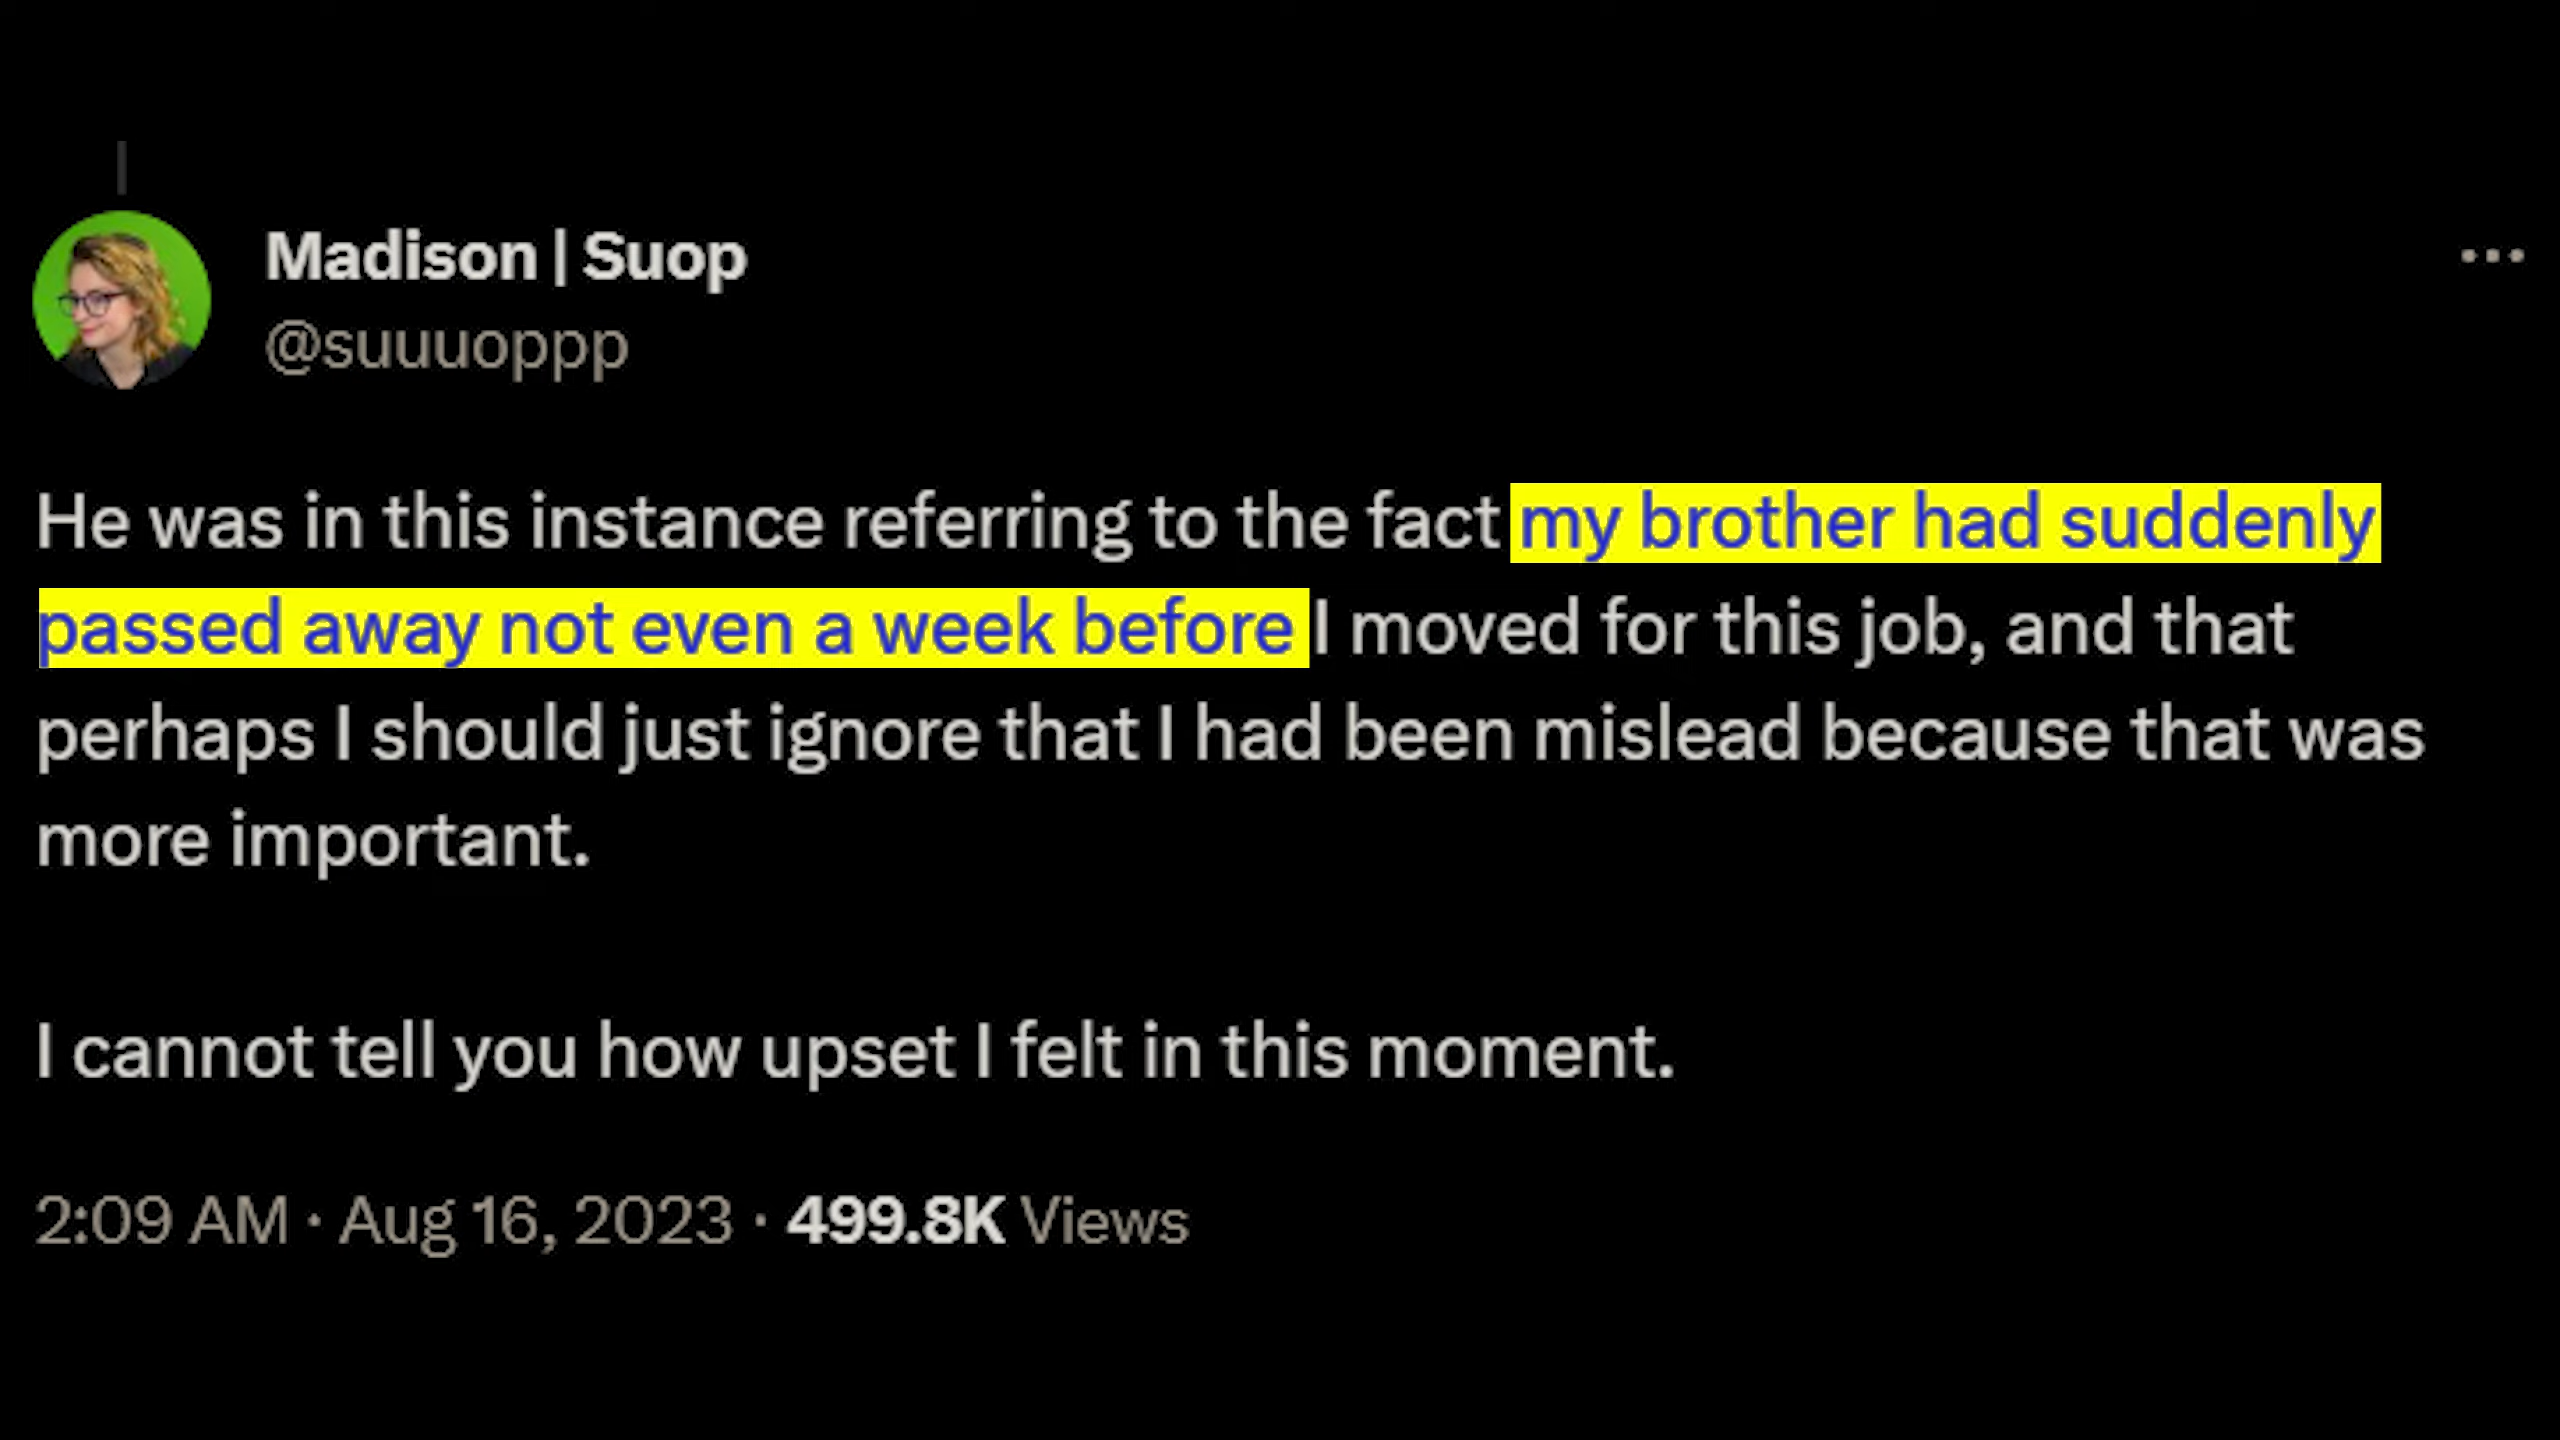 Madison | Suop
@suuuoppp
He was in this instance referring to the fact my brother had suddenly
passed away not even a week before I moved for this job, and that
perhaps I should just ignore that I had been mislead because that was
more important.
I cannot tell you how upset I felt in this moment.
2:09 AM · Aug 16, 2023 · 499.8K Views